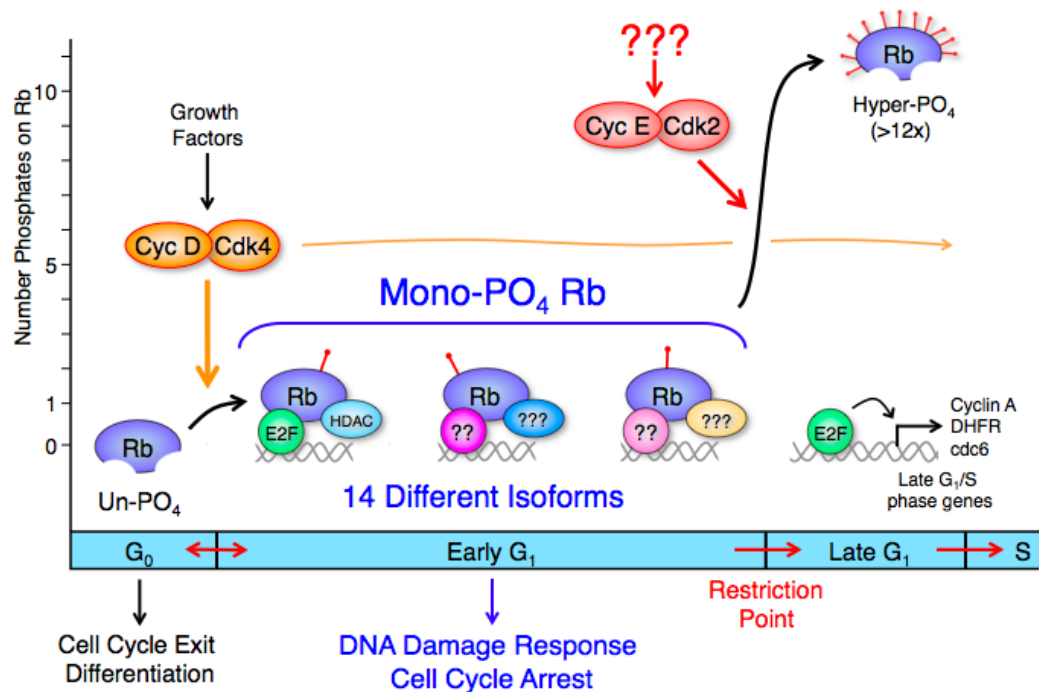 ???
Rb
Hyper-PO₄
(>12x)
Number Phosphates on Rb
10
5
1
0
Growth
Factors
Cyc E Cdk2
Cyc D Cdk4
Mono-PO₄ Rb
Rb
Un-PO₄
Rb
E2F
HDAC
Rb
??
???
Rb
??
???
E2F
Cyclin A
DHFR
cdc6
Late G₁/S
phase genes
14 Different Isoforms
G₀
Early G₁
Late G₁
S
Restriction
Point
Cell Cycle Exit
Differentiation
DNA Damage Response
Cell Cycle Arrest